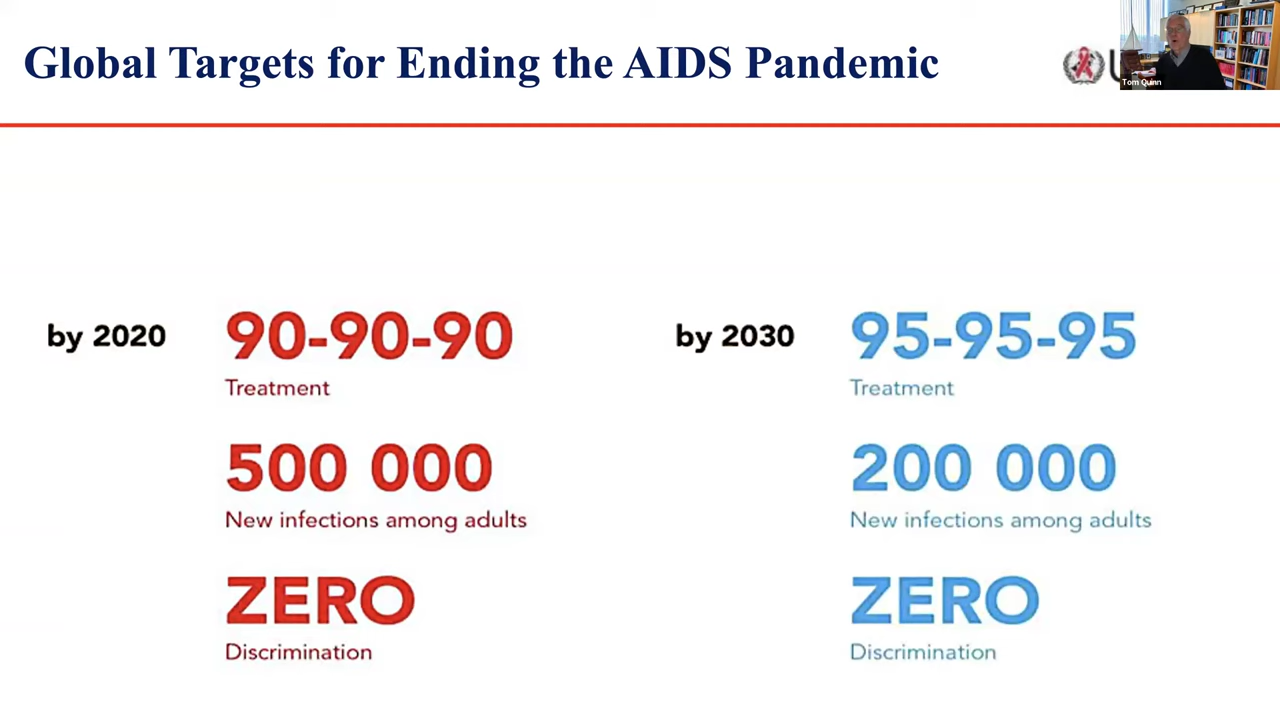 Global Targets for Ending the AIDS Pandemic
Tom Quinn
by 2020
90-90-90
Treatment
500 000
New infections among adults
ZERO
Discrimination
by 2030
95-95-95
Treatment
200 000
New infections among adults
ZERO
Discrimination